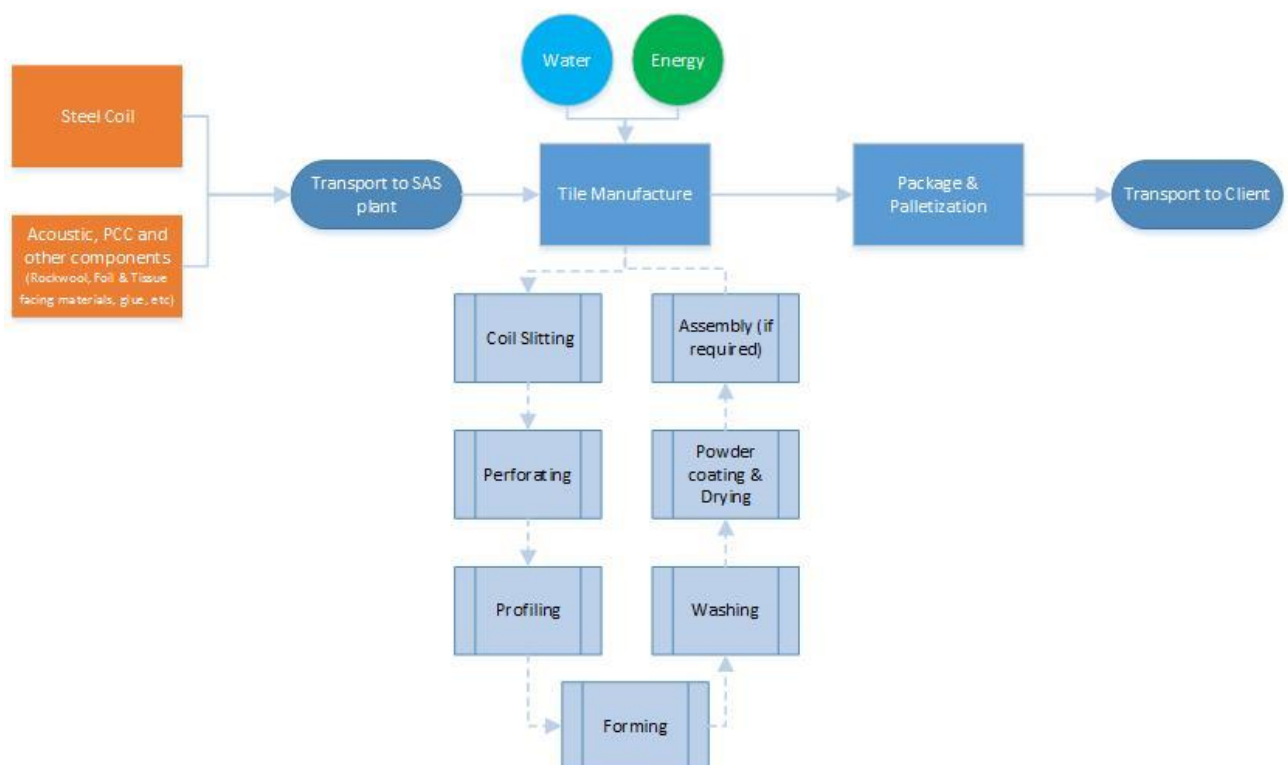 Water
Energy
Steel Coil
Transport to SAS
plant
Tile Manufacture
Package &
Palletization
Transport to Client
Acoustic, PCC and
other components
(Rockwool, Foil & Tissue
facing materials, glue, etc)
Coil Slitting
Assembly (if
required)
Perforating
Powder
coating &
Drying
Profiling
Washing
Forming